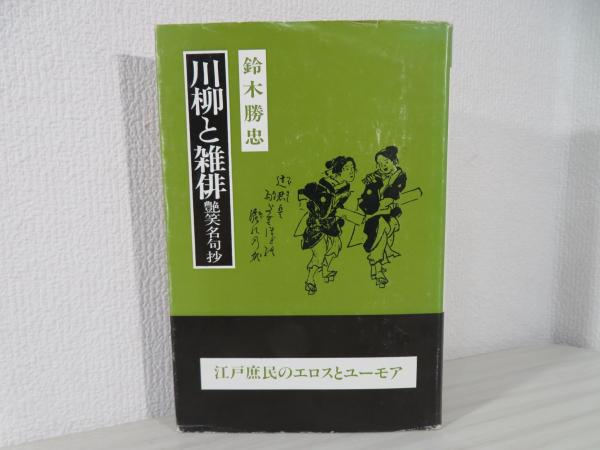 川柳と雑俳 艶笑名句抄
鈴木勝忠
江戸庶民のエロスとユーモア